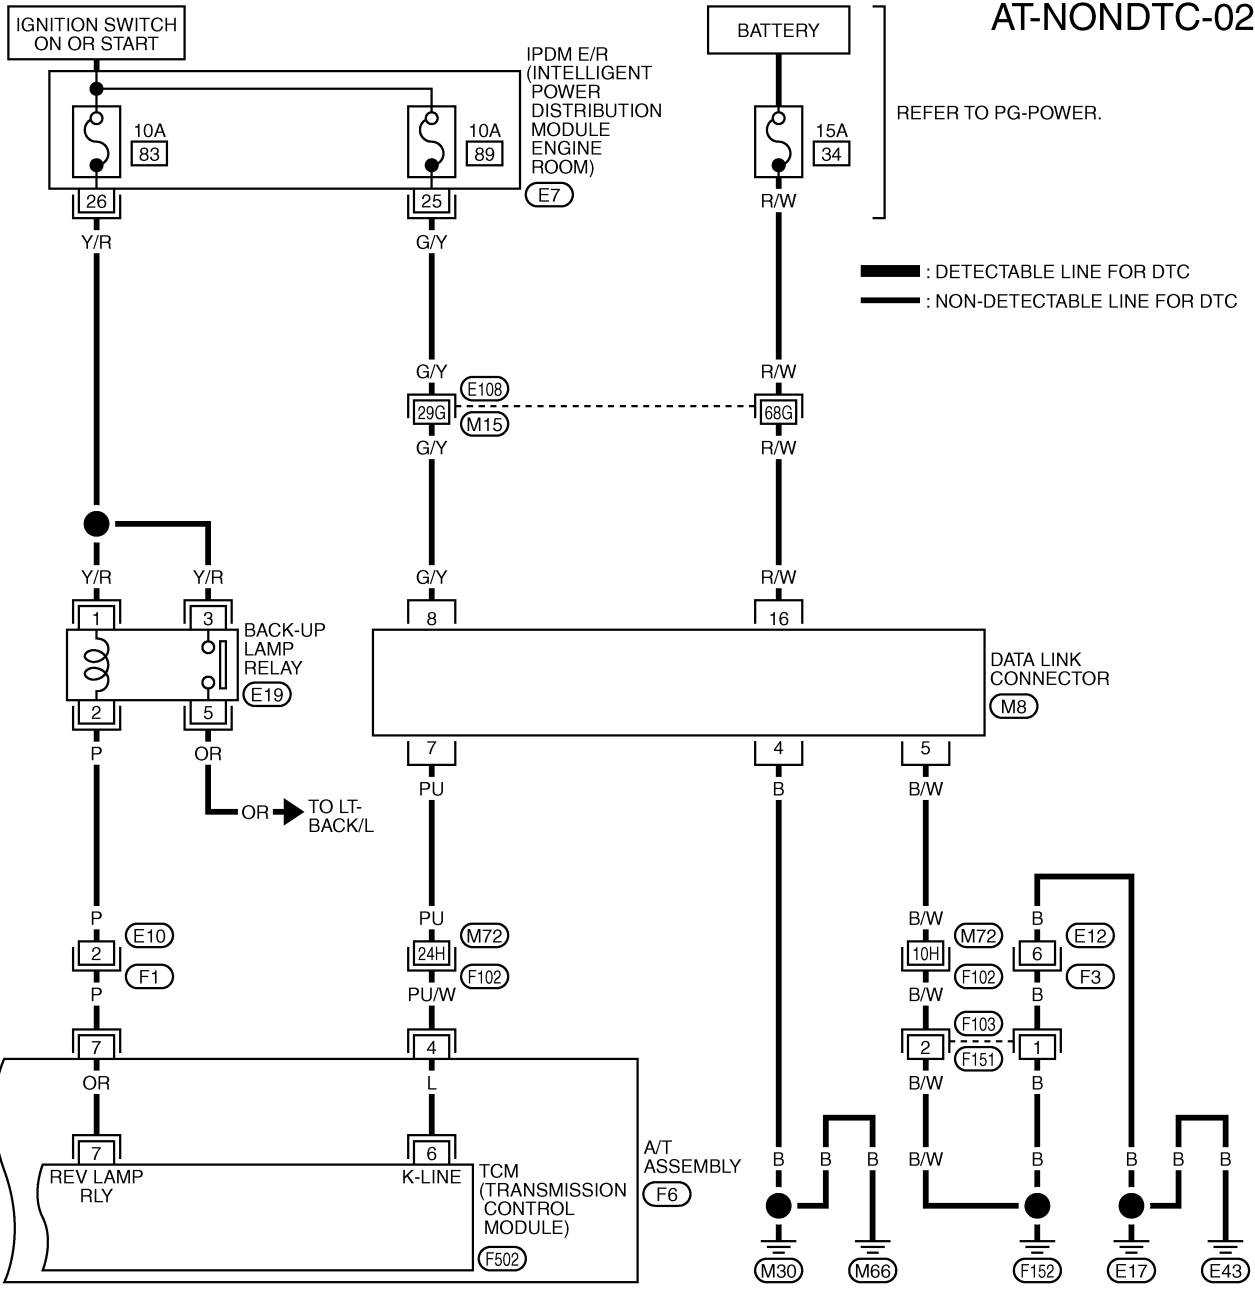 AT-NONDTC-02
IGNITION SWITCH
ON OR START
BATTERY
IPDM E/R
(INTELLIGENT
POWER
DISTRIBUTION
MODULE
ENGINE
ROOM)
E7
REFER TO PG-POWER.
10A
83
10A
89
15A
34
26
25
R/W
Y/R
G/Y
: DETECTABLE LINE FOR DTC
: NON-DETECTABLE LINE FOR DTC
G/Y
R/W
E108
29G
68G
M15
G/Y
R/W
Y/R
Y/R
G/Y
R/W
1
3
8
16
BACK-UP
LAMP
RELAY
E19
DATA LINK
CONNECTOR
M8
2
5
7
4
5
P
OR
PU
B
B/W
OR
TO LT-
BACK/L
P
PU
B/W
B
E10
M72
M72
E12
2
24H
10H
6
F1
F102
F102
F3
P
PU/W
B/W
B
F103
7
4
2
1
F151
OR
L
B/W
B
7
6
REV LAMP
RLY
K-LINE
TCM
(TRANSMISSION
CONTROL
MODULE)
F502
A/T
ASSEMBLY
F6
B
B
B
B/W
B
B
B
B
M30
M66
F152
E17
E43